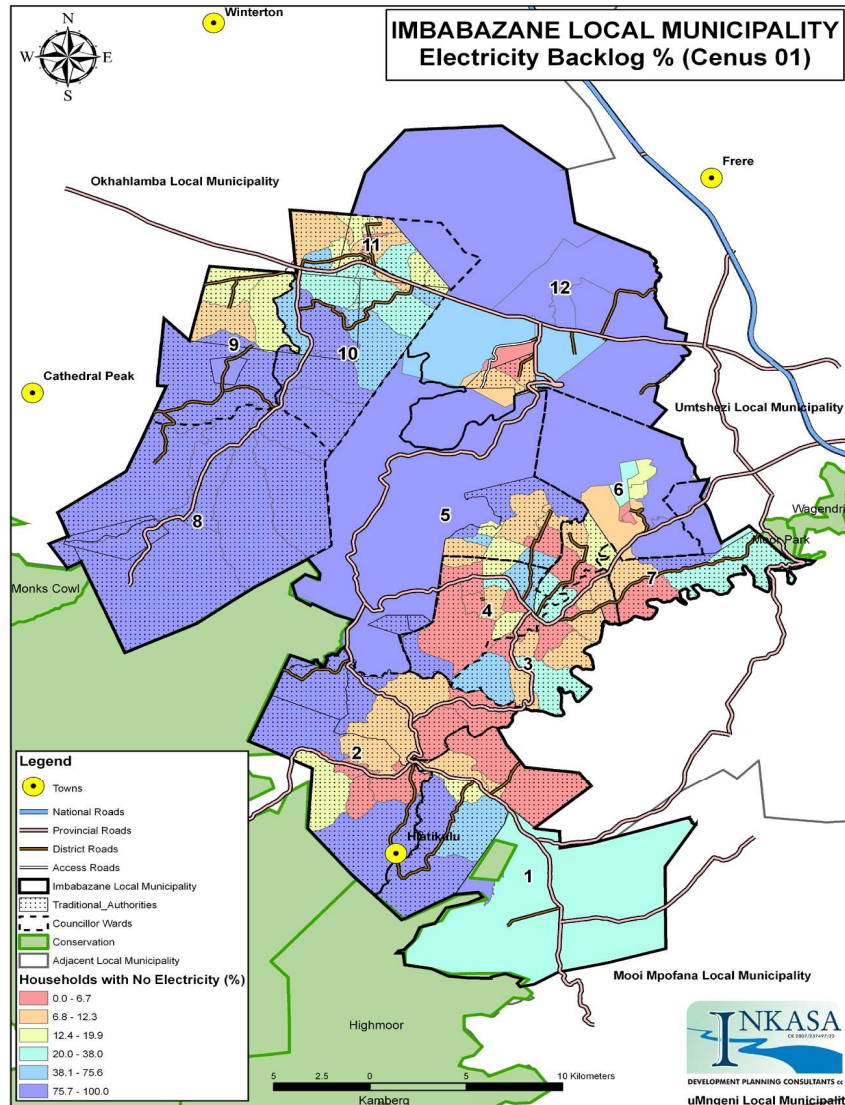 IMBABAZANE LOCAL MUNICIPALITY
Electricity Backlog % (Cenus 01)
N
W
E
S
Winterton
Frere
Okhahlamba Local Municipality
11
12
9
10
Cathedral Peak
Umtshezi Local Municipality
6
8
5
Moor Park
Monks Cowl
7
4
3
2
Hlatikulu
1
Mooi Mpofana Local Municipality
Highmoor
Kamberg
Legend
Towns
National Roads
Provincial Roads
District Roads
Access Roads
Imbabazane Local Municipality
Traditional_Authorities
Councillor Wards
Conservation
Adjacent Local Municipality
Households with No Electricity (%)
0.0 - 6.7
6.8 - 12.3
12.4 - 19.9
20.0 - 38.0
38.1 - 75.6
75.7 - 100.0
5 2.5 0 5 10 Kilometers
INKASA
DEVELOPMENT PLANNING CONSULTANTS cc